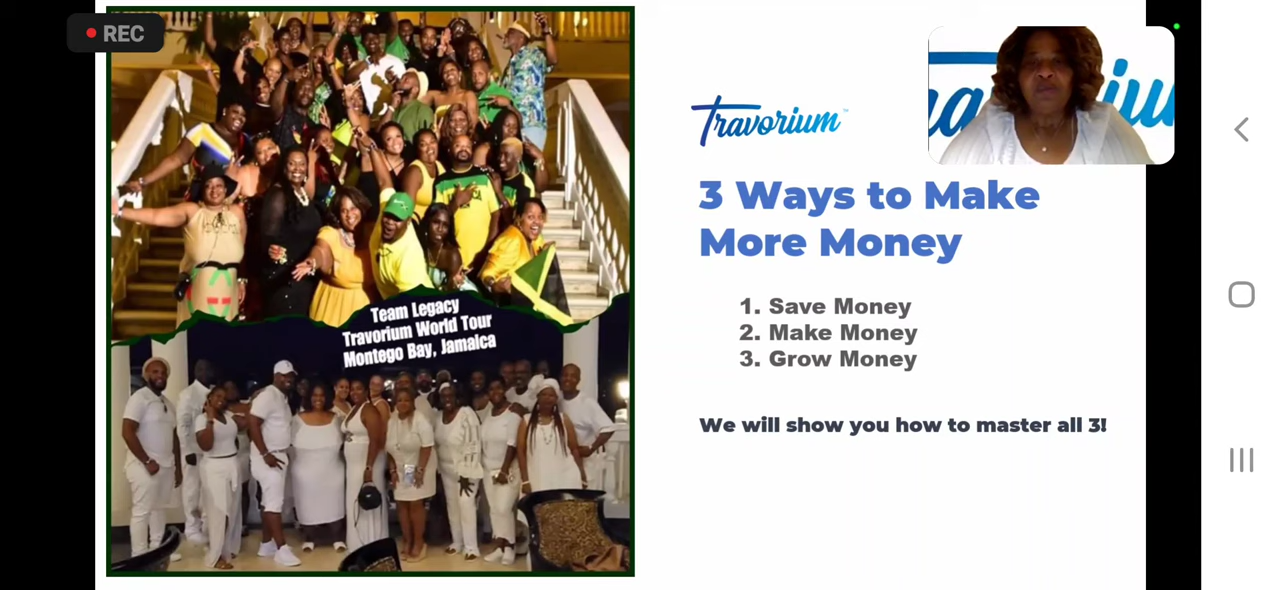 REC
Team Legacy
Travorium World Tour
Montego Bay, Jamaica
Travorium™
3 Ways to Make
More Money
1. Save Money
2. Make Money
3. Grow Money
We will show you how to master all 3!